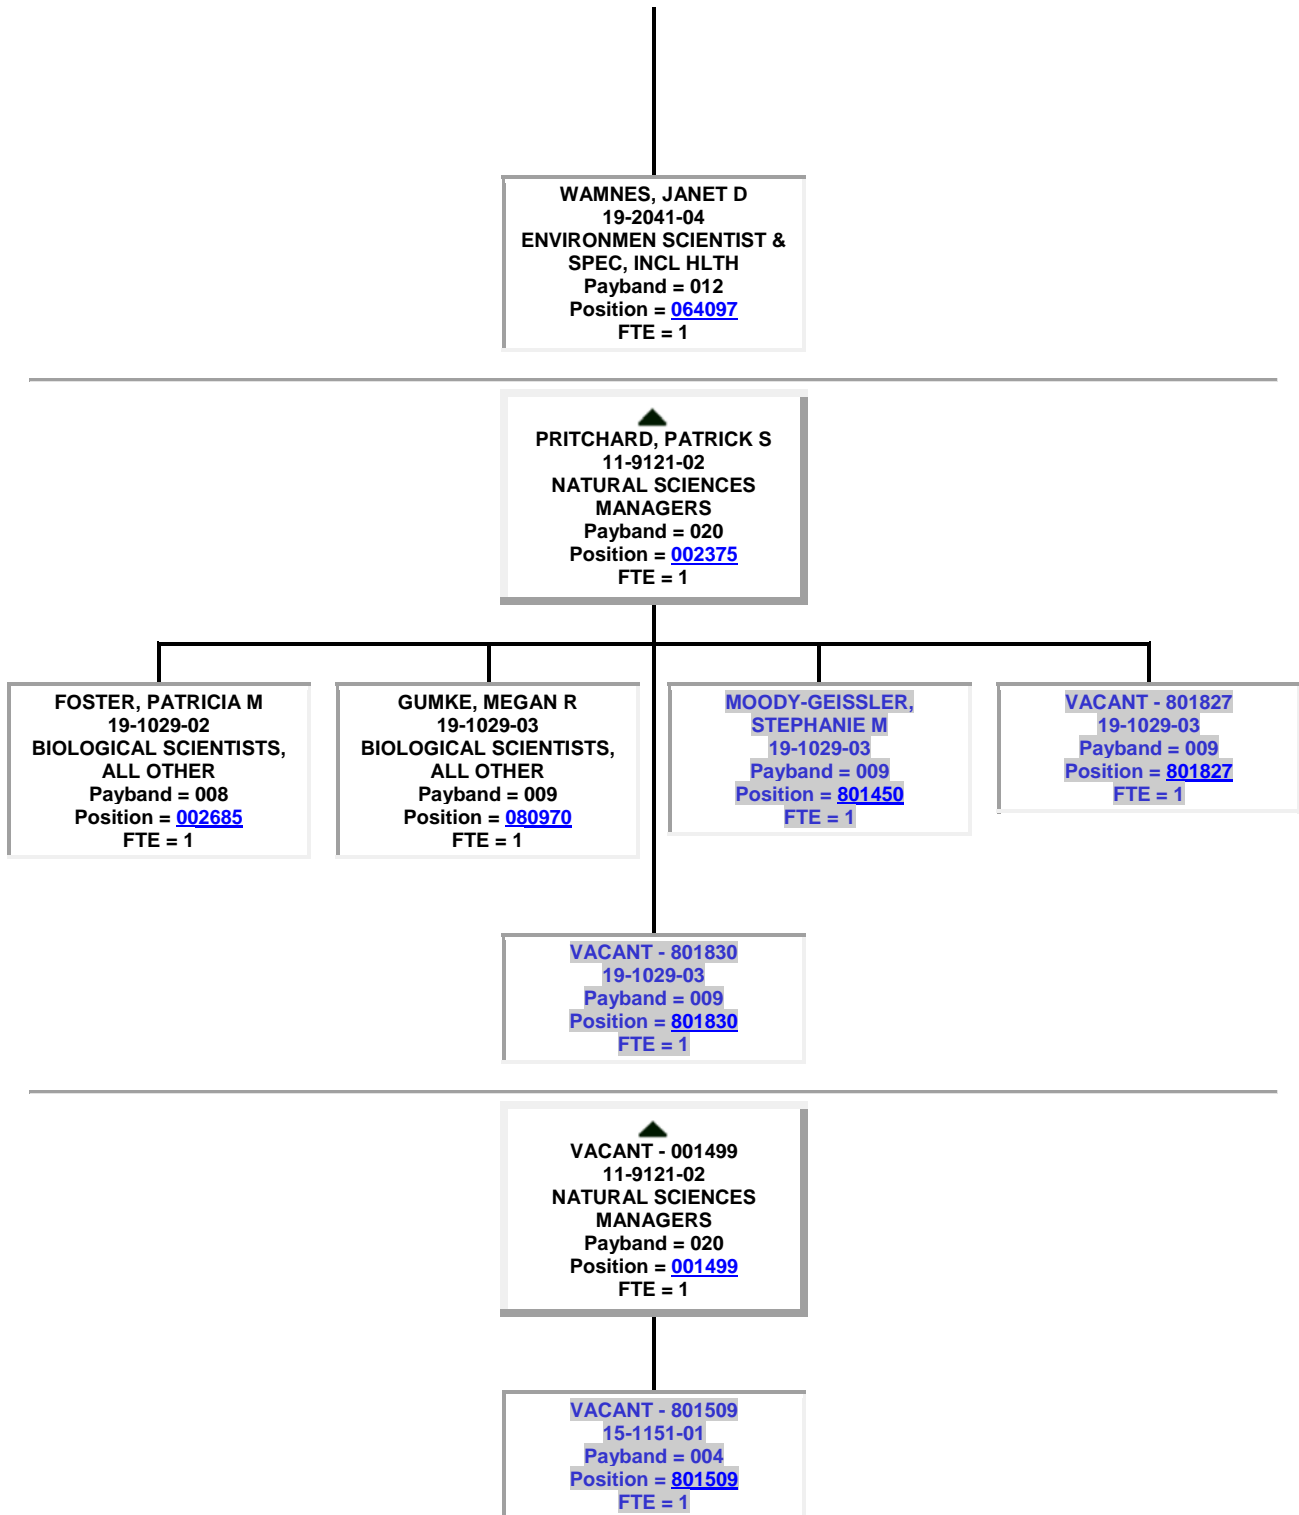 WAMNES, JANET D
19-2041-04
ENVIRONMEN SCIENTIST &
SPEC, INCL HLTH
Payband = 012
Position = 064097
FTE = 1
PRITCHARD, PATRICK S
11-9121-02
NATURAL SCIENCES
MANAGERS
Payband = 020
Position = 002375
FTE = 1
FOSTER, PATRICIA M
19-1029-02
BIOLOGICAL SCIENTISTS,
ALL OTHER
Payband = 008
Position = 002685
FTE = 1
GUMKE, MEGAN R
19-1029-03
BIOLOGICAL SCIENTISTS,
ALL OTHER
Payband = 009
Position = 080970
FTE = 1
MOODY-GEISSLER,
STEPHANIE M
19-1029-03
Payband = 009
Position = 801450
FTE = 1
VACANT - 801827
19-1029-03
Payband = 009
Position = 801827
FTE = 1
VACANT - 801830
19-1029-03
Payband = 009
Position = 801830
FTE = 1
VACANT - 001499
11-9121-02
NATURAL SCIENCES
MANAGERS
Payband = 020
Position = 001499
FTE = 1
VACANT - 801509
15-1151-01
Payband = 004
Position = 801509
FTE = 1